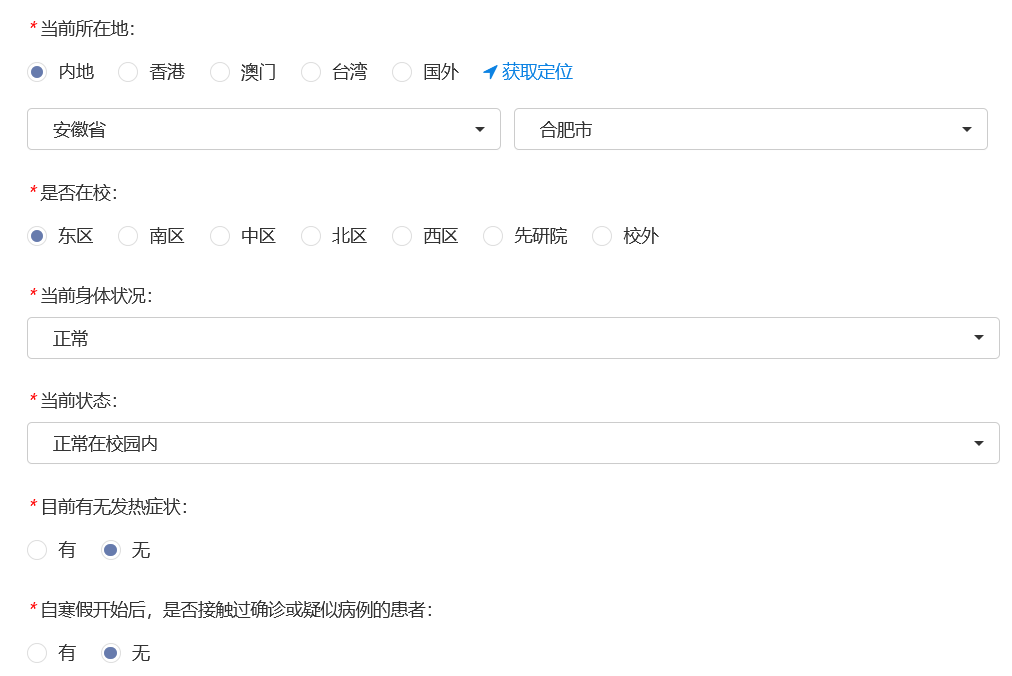 *当前所在地:
内地 香港 澳门 台湾 国外 获取定位
安徽省 合肥市
*是否在校:
东区 南区 中区 北区 西区 先研院 校外
*当前身体状况:
正常
*当前状态:
正常在校园内
*目前有无发热症状:
有 无
*自寒假开始后，是否接触过确诊或疑似病例的患者:
有 无